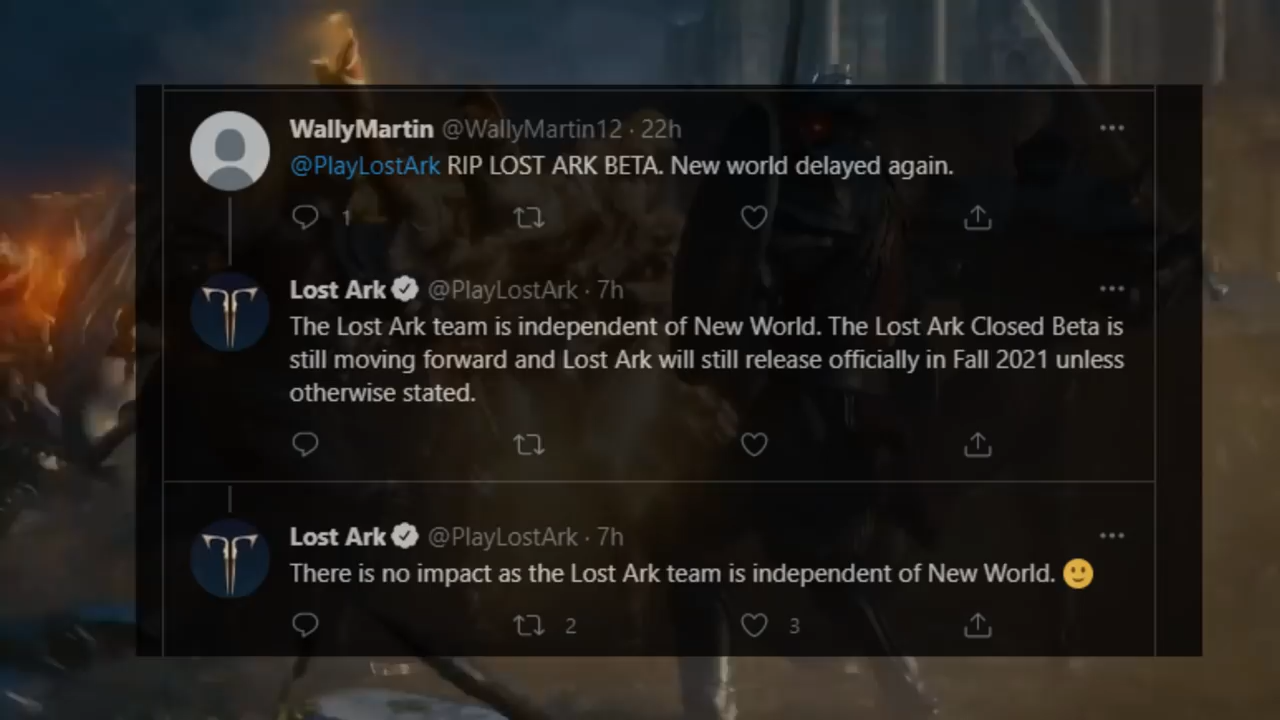 WallyMartin @WallyMartin12 · 22h
@PlayLostArk RIP LOST ARK BETA. New world delayed again.
1
Lost Ark @PlayLostArk · 7h
The Lost Ark team is independent of New World. The Lost Ark Closed Beta is
still moving forward and Lost Ark will still release officially in Fall 2021 unless
otherwise stated.
Lost Ark @PlayLostArk · 7h
There is no impact as the Lost Ark team is independent of New World. 🙂
2 3